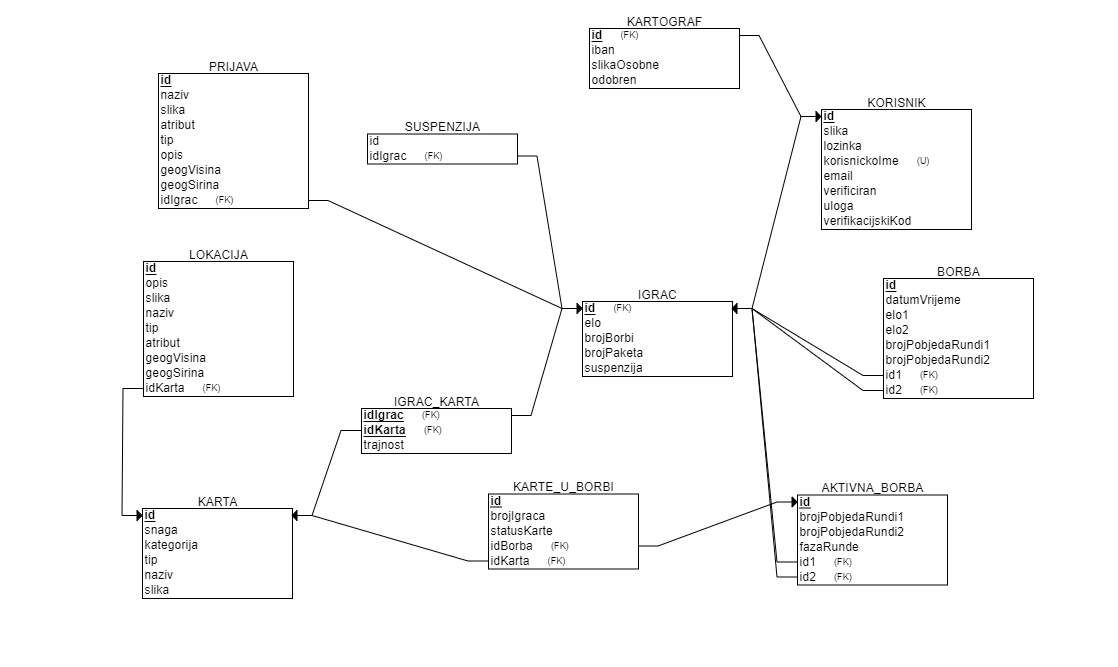 KARTOGRAF
id (FK)
iban
slikaOsobne
odobren
PRIJAVA
id
naziv
slika
atribut
tip
opis
geogVisina
geogSirina
idIgrac (FK)
SUSPENZIJA
id
idIgrac (FK)
KORISNIK
id
slika
lozinka
korisnickoIme (U)
email
verificiran
uloga
verifikacijskiKod
LOKACIJA
id
opis
slika
naziv
tip
atribut
geogVisina
geogSirina
idKarta (FK)
IGRAC
id (FK)
elo
brojBorbi
brojPaketa
suspenzija
BORBA
id
datumVrijeme
elo1
elo2
brojPobjedaRundi1
brojPobjedaRundi2
id1 (FK)
id2 (FK)
IGRAC_KARTA
idIgrac (FK)
idKarta (FK)
trajnost
KARTA
id
snaga
kategorija
tip
naziv
slika
KARTE_U_BORBI
id
brojIgraca
statusKarte
idBorba (FK)
idKarta (FK)
AKTIVNA_BORBA
id
brojPobjedaRundi1
brojPobjedaRundi2
fazaRunde
id1 (FK)
id2 (FK)